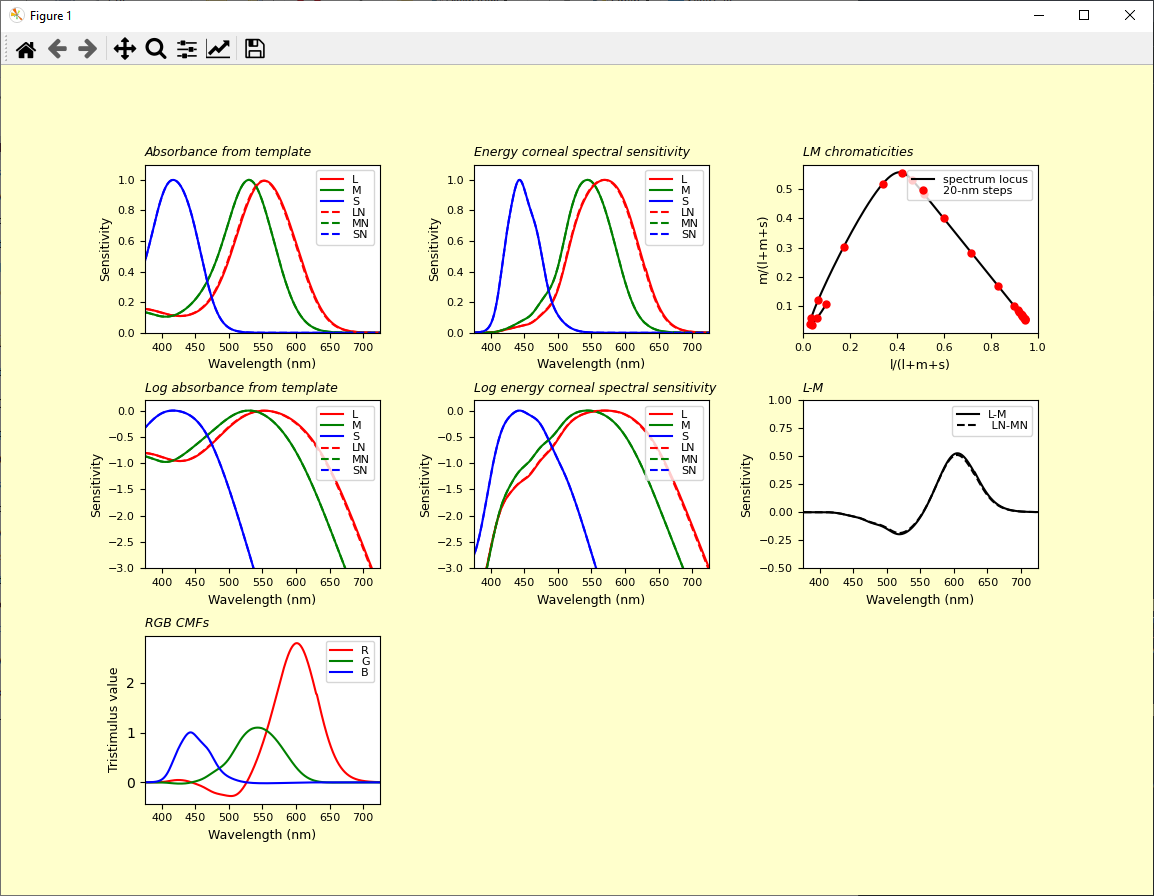 Figure 1
Absorbance from template
Sensitivity
1.0
0.8
0.6
0.4
0.2
0.0
400 450 500 550 600 650 700
Wavelength (nm)
L
M
S
LN
MN
SN
Energy corneal spectral sensitivity
Sensitivity
1.0
0.8
0.6
0.4
0.2
0.0
400 450 500 550 600 650 700
Wavelength (nm)
L
M
S
LN
MN
SN
LM chromaticities
m/(l+m+s)
0.5
0.4
0.3
0.2
0.1
0.0 0.2 0.4 0.6 0.8 1.0
l/(l+m+s)
spectrum locus
20-nm steps
Log absorbance from template
Sensitivity
0.0
−0.5
−1.0
−1.5
−2.0
−2.5
−3.0
400 450 500 550 600 650 700
Wavelength (nm)
L
M
S
LN
MN
SN
Log energy corneal spectral sensitivity
Sensitivity
0.0
−0.5
−1.0
−1.5
−2.0
−2.5
−3.0
400 450 500 550 600 650 700
Wavelength (nm)
L
M
S
LN
MN
SN
L-M
Sensitivity
1.00
0.75
0.50
0.25
0.00
−0.25
−0.50
400 450 500 550 600 650 700
Wavelength (nm)
L-M
LN-MN
RGB CMFs
Tristimulus value
2
1
0
400 450 500 550 600 650 700
Wavelength (nm)
R
G
B